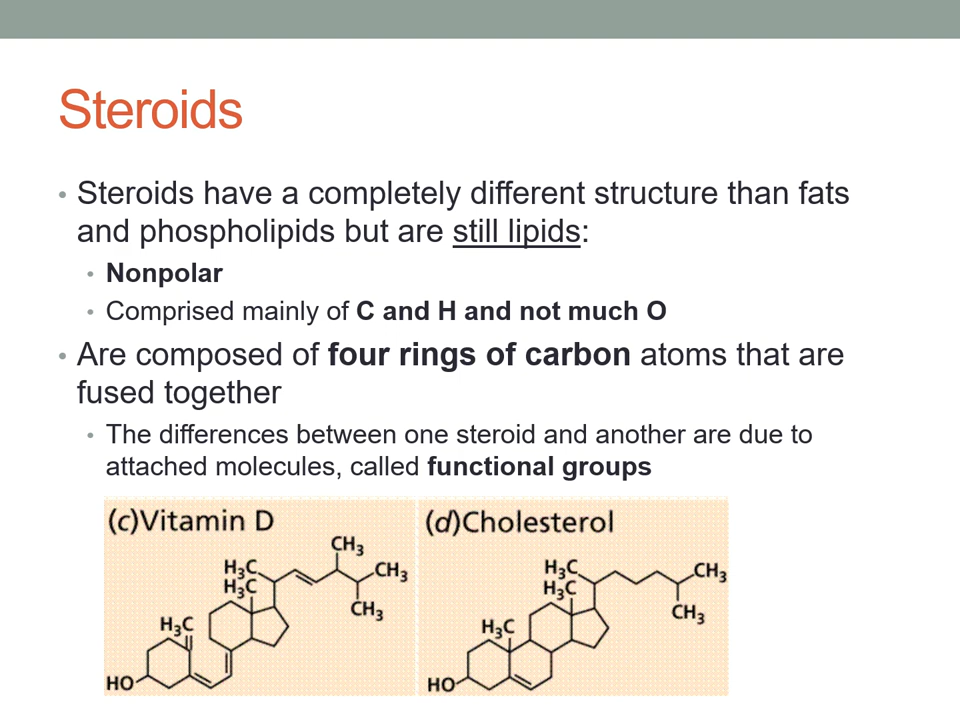 Steroids
• Steroids have a completely different structure than fats
and phospholipids but are still lipids:
• Nonpolar
• Comprised mainly of C and H and not much O
• Are composed of four rings of carbon atoms that are
fused together
• The differences between one steroid and another are due to
attached molecules, called functional groups
(c)Vitamin D
CH₃
H₃C
CH₃
H₃C
CH₃
H₃C
HO
(d)Cholesterol
H₃C
CH₃
H₃C
CH₃
H₃C
HO